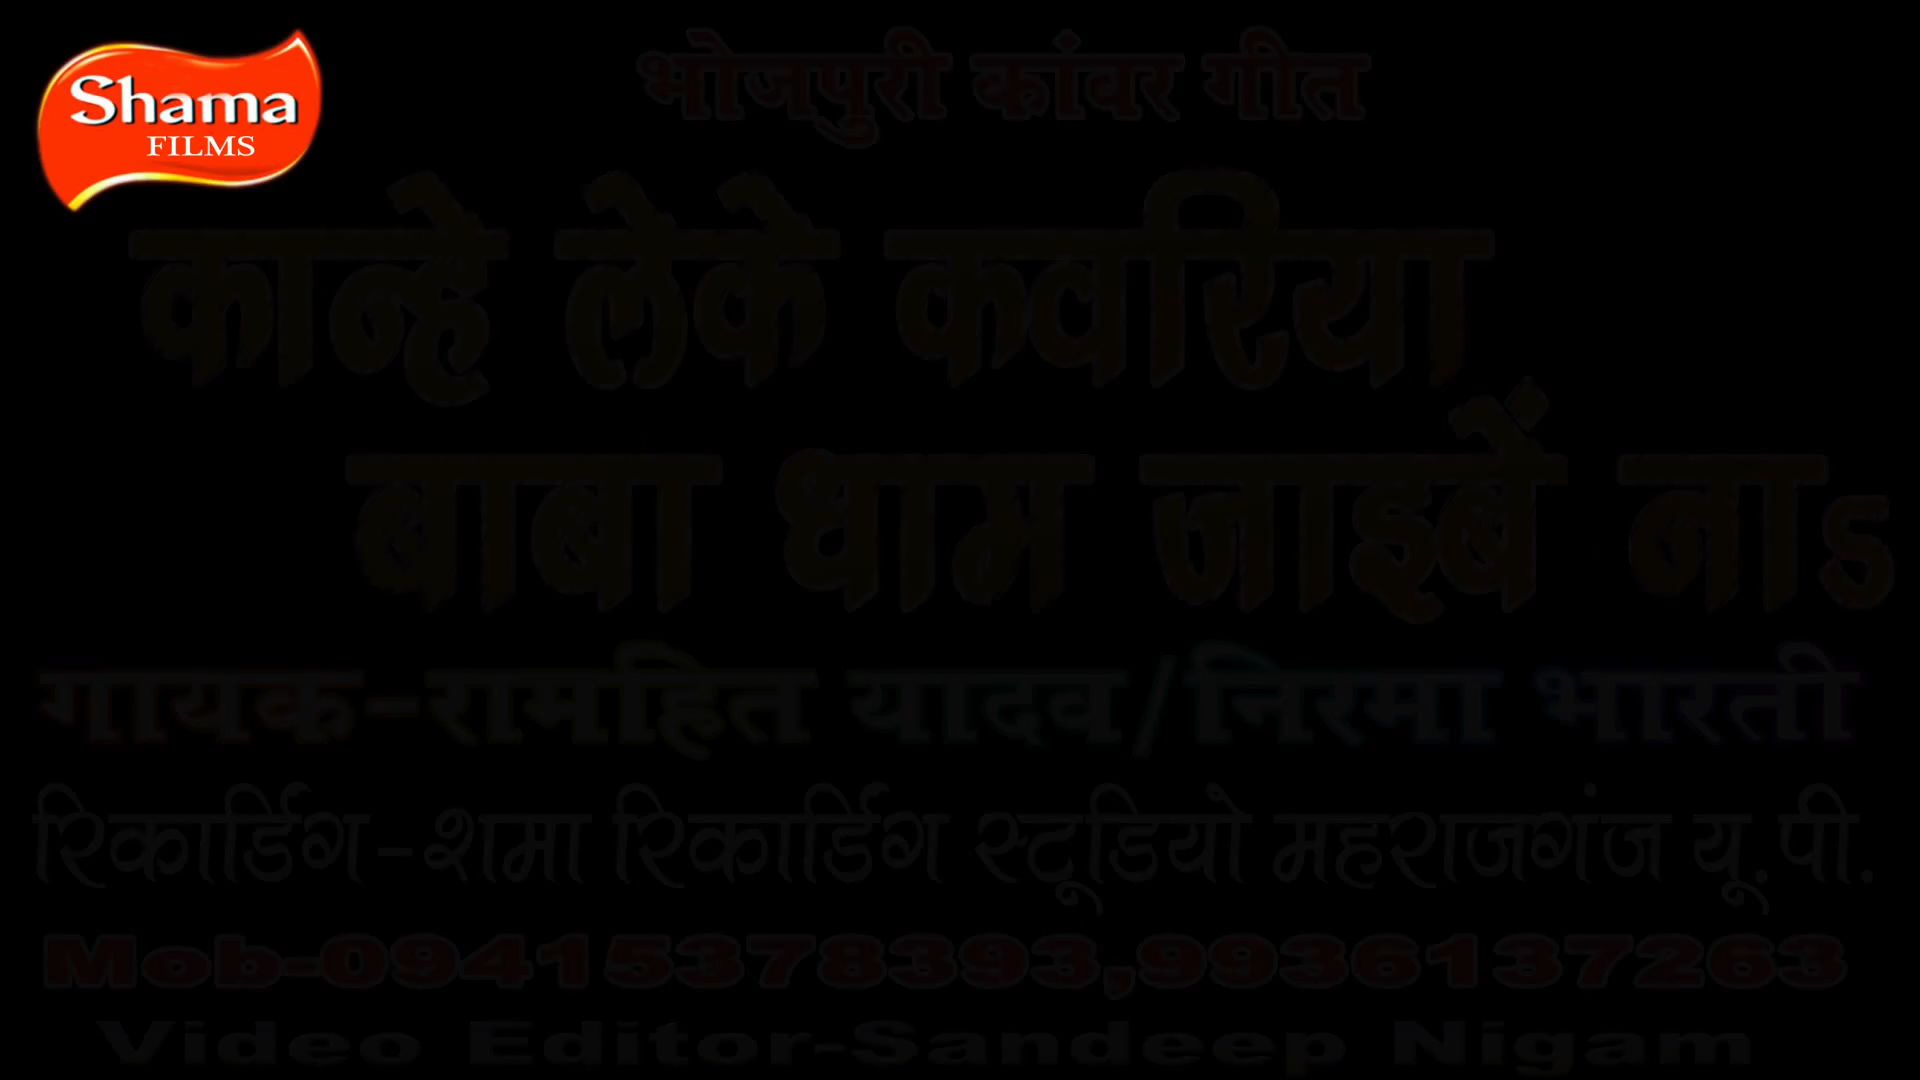 Shama
FILMS
भोजपुरी कांवर गीत
कान्हे लेके कवरिया
बाबा धाम जाइबें नाऽ
गायक-रामहित यादव/निरमा भारती
रिकार्डिग-शमा रिकार्डिग स्टूडियो महराजगंज यू.पी.
Mob-09415378393,9936137263
Video Editor-Sandeep Nigam